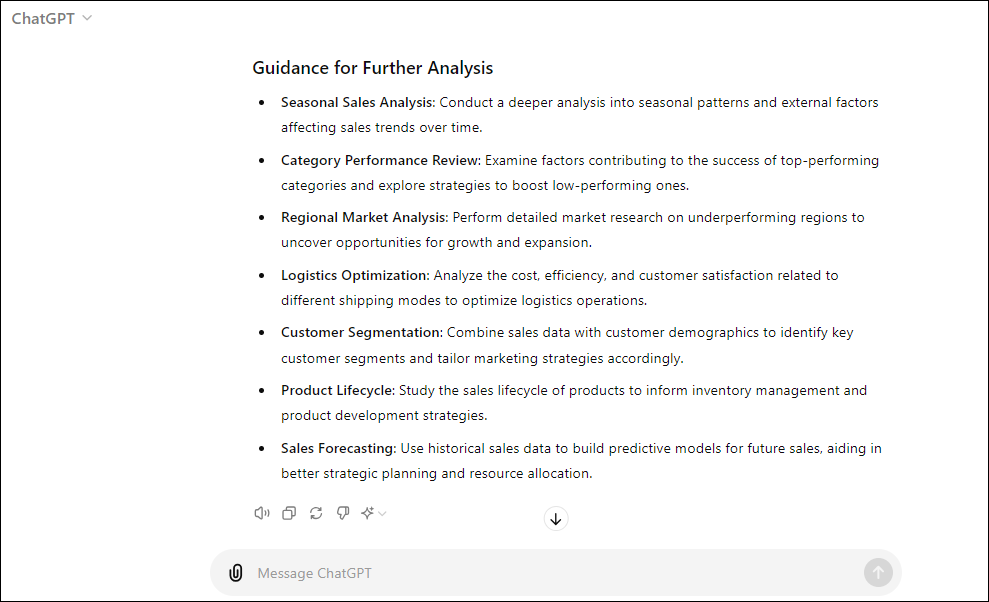 ChatGPT
Guidance for Further Analysis
• Seasonal Sales Analysis: Conduct a deeper analysis into seasonal patterns and external factors
affecting sales trends over time.
• Category Performance Review: Examine factors contributing to the success of top-performing
categories and explore strategies to boost low-performing ones.
• Regional Market Analysis: Perform detailed market research on underperforming regions to
uncover opportunities for growth and expansion.
• Logistics Optimization: Analyze the cost, efficiency, and customer satisfaction related to
different shipping modes to optimize logistics operations.
• Customer Segmentation: Combine sales data with customer demographics to identify key
customer segments and tailor marketing strategies accordingly.
• Product Lifecycle: Study the sales lifecycle of products to inform inventory management and
product development strategies.
• Sales Forecasting: Use historical sales data to build predictive models for future sales, aiding in
better strategic planning and resource allocation.
Message ChatGPT